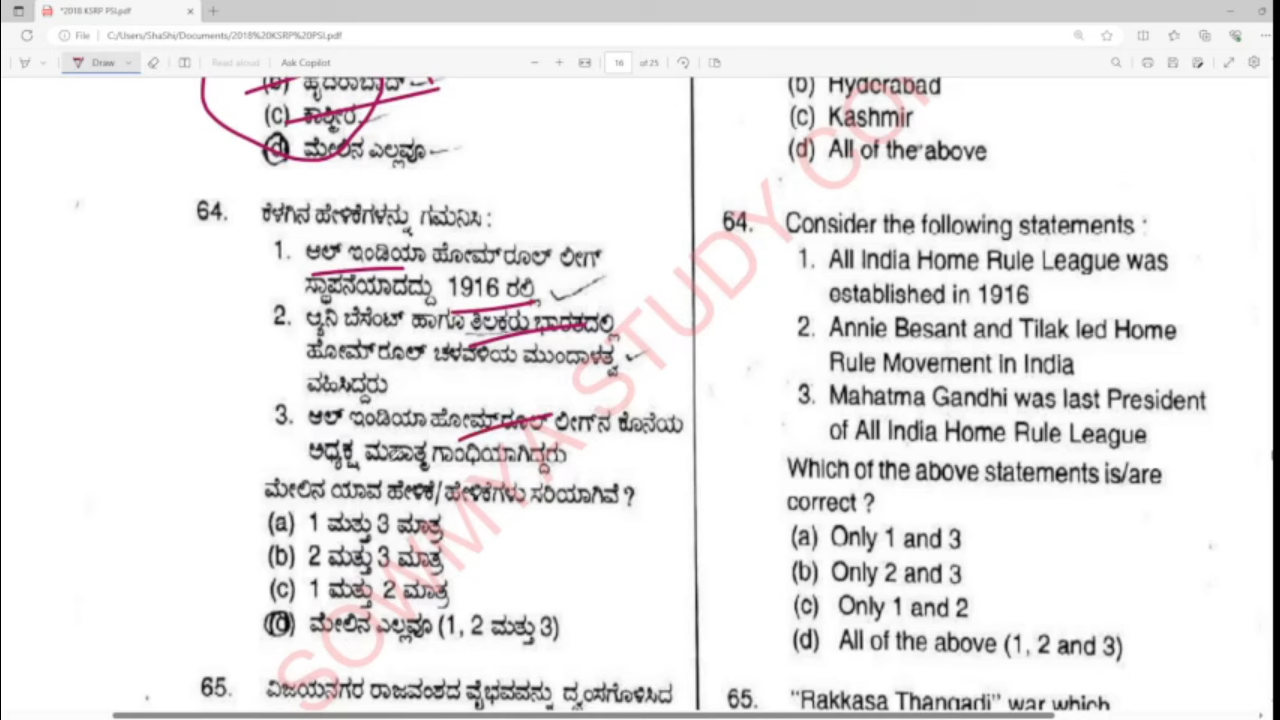 *2018 KSRP PSI.pdf
File
C:/Users/ShaShi/Documents/2018%20KSRP%20PSI.pdf
Draw
Read aloud
Ask Copilot
16
of 25
(b) ಹೈದರಾಬಾದ್
(c) ಕಾಶ್ಮೀರ
(d) ಮೇಲಿನ ಎಲ್ಲವೂ
64. ಕೆಳಗಿನ ಹೇಳಿಕೆಗಳನ್ನು ಗಮನಿಸಿ :
1. ಆಲ್ ಇಂಡಿಯಾ ಹೋಮ್‌ರೂಲ್ ಲೀಗ್
ಸ್ಥಾಪನೆಯಾದದ್ದು 1916 ರಲ್ಲಿ
2. ಆ್ಯನಿ ಬೆಸೆಂಟ್ ಹಾಗೂ ತಿಲಕರು ಭಾರತದಲ್ಲಿ
ಹೋಮ್‌ರೂಲ್ ಚಳವಳಿಯ ಮುಂದಾಳತ್ವ
ವಹಿಸಿದ್ದರು
3. ಆಲ್ ಇಂಡಿಯಾ ಹೋಮ್‌ರೂಲ್ ಲೀಗ್‌ನ ಕೊನೆಯ
ಅಧ್ಯಕ್ಷ ಮಹಾತ್ಮ ಗಾಂಧಿಯಾಗಿದ್ದರು
ಮೇಲಿನ ಯಾವ ಹೇಳಿಕೆ/ಹೇಳಿಕೆಗಳು ಸರಿಯಾಗಿವೆ ?
(a) 1 ಮತ್ತು 3 ಮಾತ್ರ
(b) 2 ಮತ್ತು 3 ಮಾತ್ರ
(c) 1 ಮತ್ತು 2 ಮಾತ್ರ
(d) ಮೇಲಿನ ಎಲ್ಲವೂ (1, 2 ಮತ್ತು 3)
65. ವಿಜಯನಗರ ರಾಜವಂಶದ ವೈಭವವನ್ನು ಧ್ವಂಸಗೊಳಿಸಿದ
(b) Hyderabad
(c) Kashmir
(d) All of the above
64. Consider the following statements :
1. All India Home Rule League was
established in 1916
2. Annie Besant and Tilak led Home
Rule Movement in India
3. Mahatma Gandhi was last President
of All India Home Rule League
Which of the above statements is/are
correct ?
(a) Only 1 and 3
(b) Only 2 and 3
(c) Only 1 and 2
(d) All of the above (1, 2 and 3)
65. "Rakkasa Thangadi" war which
SOWMYA STUDY CO